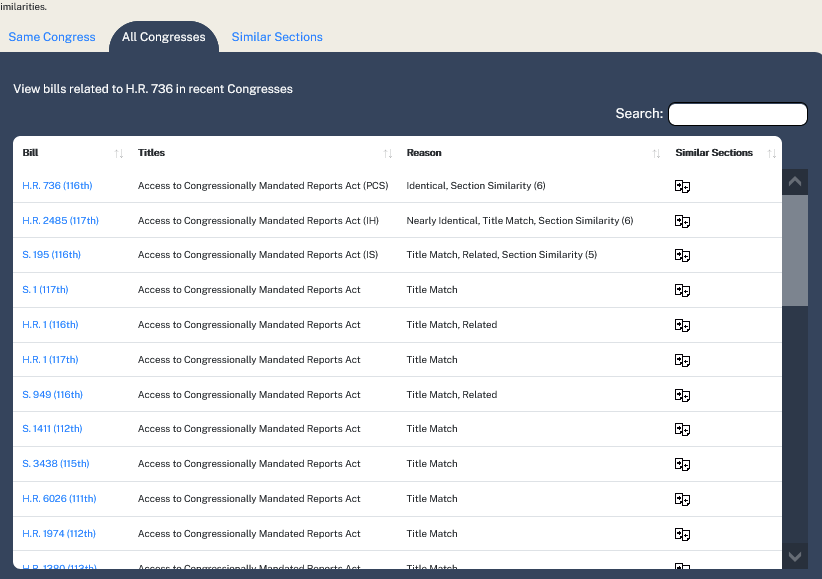 imilarities.
Same Congress All Congresses Similar Sections
View bills related to H.R. 736 in recent Congresses
Search:
Bill Titles Reason Similar Sections
H.R. 736 (116th) Access to Congressionally Mandated Reports Act (PCS) Identical, Section Similarity (6)
H.R. 2485 (117th) Access to Congressionally Mandated Reports Act (IH) Nearly Identical, Title Match, Section Similarity (6)
S. 195 (116th) Access to Congressionally Mandated Reports Act (IS) Title Match, Related, Section Similarity (5)
S. 1 (117th) Access to Congressionally Mandated Reports Act Title Match
H.R. 1 (116th) Access to Congressionally Mandated Reports Act Title Match, Related
H.R. 1 (117th) Access to Congressionally Mandated Reports Act Title Match
S. 949 (116th) Access to Congressionally Mandated Reports Act Title Match, Related
S. 1411 (112th) Access to Congressionally Mandated Reports Act Title Match
S. 3438 (115th) Access to Congressionally Mandated Reports Act Title Match
H.R. 6026 (111th) Access to Congressionally Mandated Reports Act Title Match
H.R. 1974 (112th) Access to Congressionally Mandated Reports Act Title Match
H.R. 1380 (113th) Access to Congressionally Mandated Reports Act Title Match